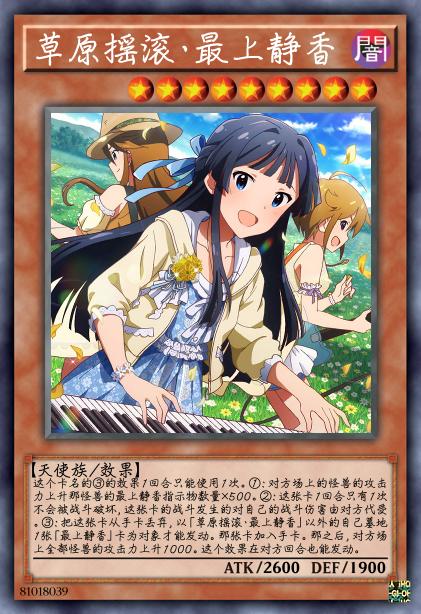 草原摇滚·最上静香
闇
【天使族/效果】
这个卡名的③的效果1回合只能使用1次。①：对方场上的怪兽的攻击
力上升那怪兽的最上静香指示物数量×500。②：这张卡1回合只有1次
不会被战斗破坏，这张卡的战斗发生的对自己的战斗伤害由对方代
受。③：把这张卡从手卡丢弃，以「草原摇滚·最上静香」以外的自己墓地
1张「最上静香」卡为对象才能发动。那张卡加入手卡。那之后，对方场
上全部怪兽的攻击力上升1000。这个效果在对方回合也能发动。
ATK/2600 DEF/1900
81018039